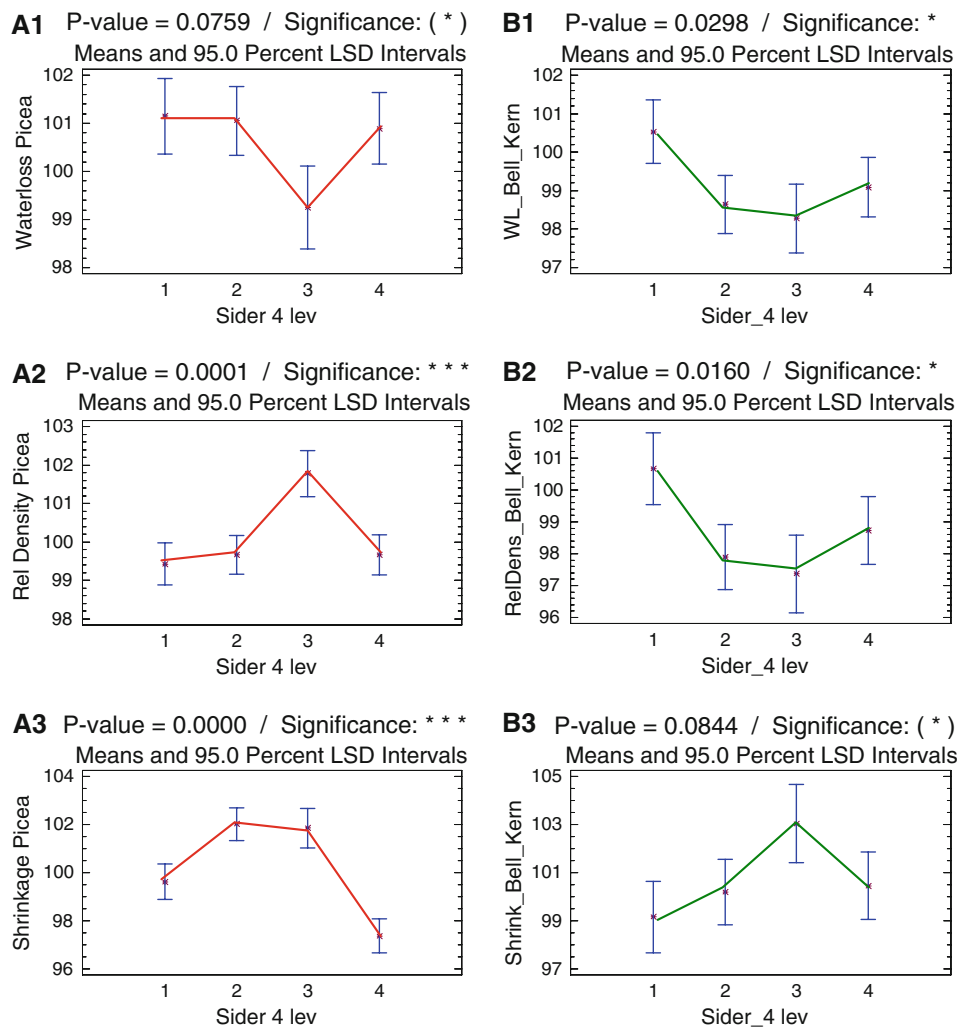 A1 P-value = 0.0759 / Significance: ( * )
Means and 95.0 Percent LSD Intervals
Waterloss Picea
102
101
100
99
98
1 2 3 4
Sider 4 lev
B1 P-value = 0.0298 / Significance: *
Means and 95.0 Percent LSD Intervals
WL_Bell_Kern
102
101
100
99
98
97
1 2 3 4
Sider_4 lev
A2 P-value = 0.0001 / Significance: * * *
Means and 95.0 Percent LSD Intervals
Rel Density Picea
103
102
101
100
99
98
1 2 3 4
Sider 4 lev
B2 P-value = 0.0160 / Significance: *
Means and 95.0 Percent LSD Intervals
RelDens_Bell_Kern
102
101
100
99
98
97
96
1 2 3 4
Sider_4 lev
A3 P-value = 0.0000 / Significance: * * *
Means and 95.0 Percent LSD Intervals
Shrinkage Picea
104
102
100
98
96
1 2 3 4
Sider 4 lev
B3 P-value = 0.0844 / Significance: ( * )
Means and 95.0 Percent LSD Intervals
Shrink_Bell_Kern
105
103
101
99
97
1 2 3 4
Sider_4 lev